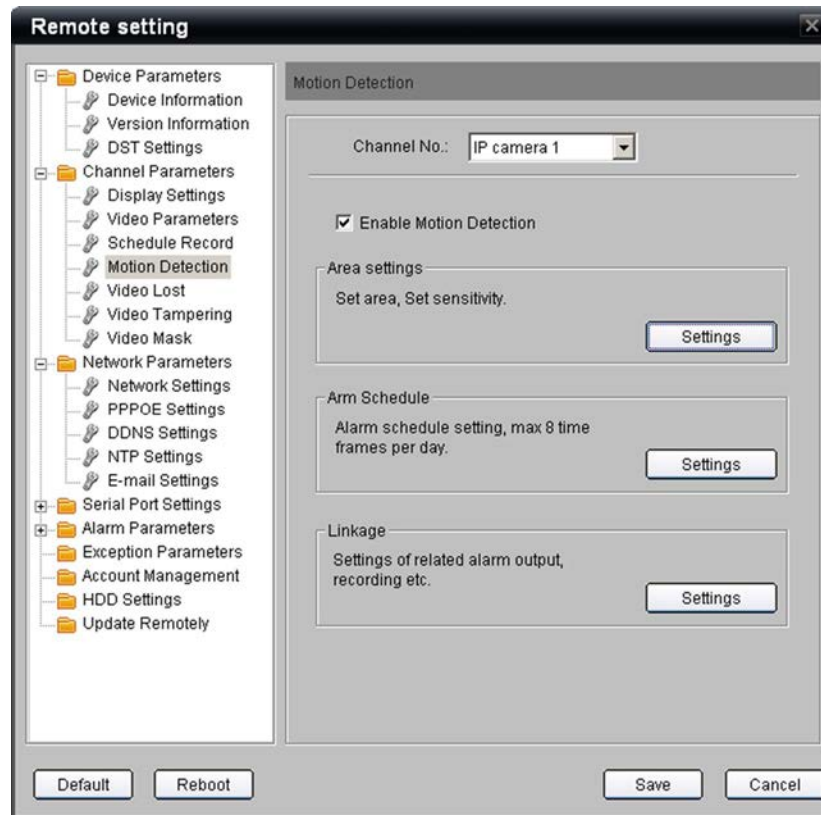 Remote setting
Device Parameters
Device Information
Version Information
DST Settings
Channel Parameters
Display Settings
Video Parameters
Schedule Record
Motion Detection
Video Lost
Video Tampering
Video Mask
Network Parameters
Network Settings
PPPOE Settings
DDNS Settings
NTP Settings
E-mail Settings
Serial Port Settings
Alarm Parameters
Exception Parameters
Account Management
HDD Settings
Update Remotely
Motion Detection
Channel No.: IP camera 1
Enable Motion Detection
Area settings
Set area, Set sensitivity.
Settings
Arm Schedule
Alarm schedule setting, max 8 time
frames per day.
Settings
Linkage
Settings of related alarm output,
recording etc.
Settings
Default Reboot Save Cancel